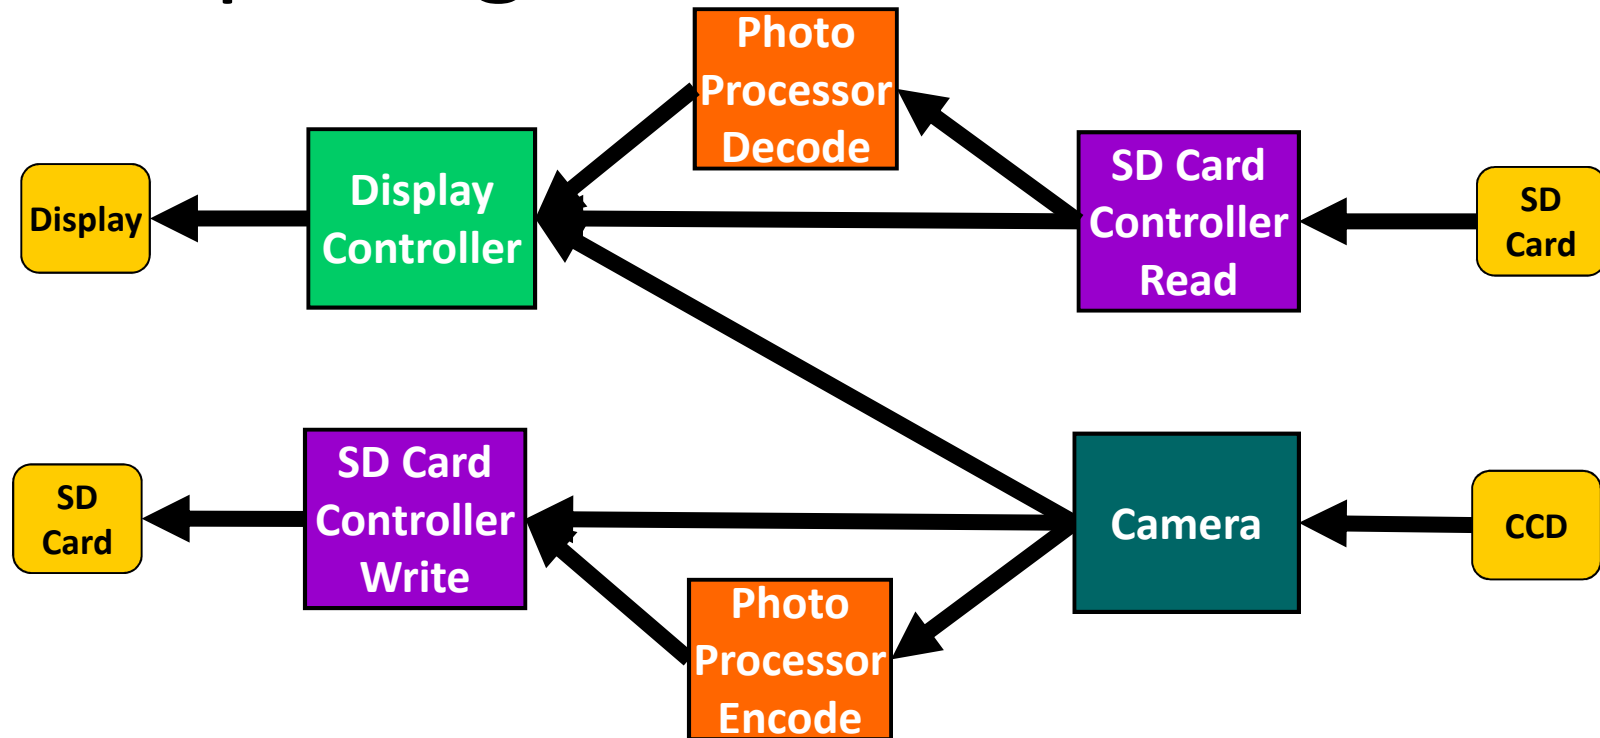 Photo
Processor
Decode
Display
Controller
SD Card
Controller
Read
Display
SD
Card
SD Card
Controller
Write
Camera
SD
Card
CCD
Photo
Processor
Encode